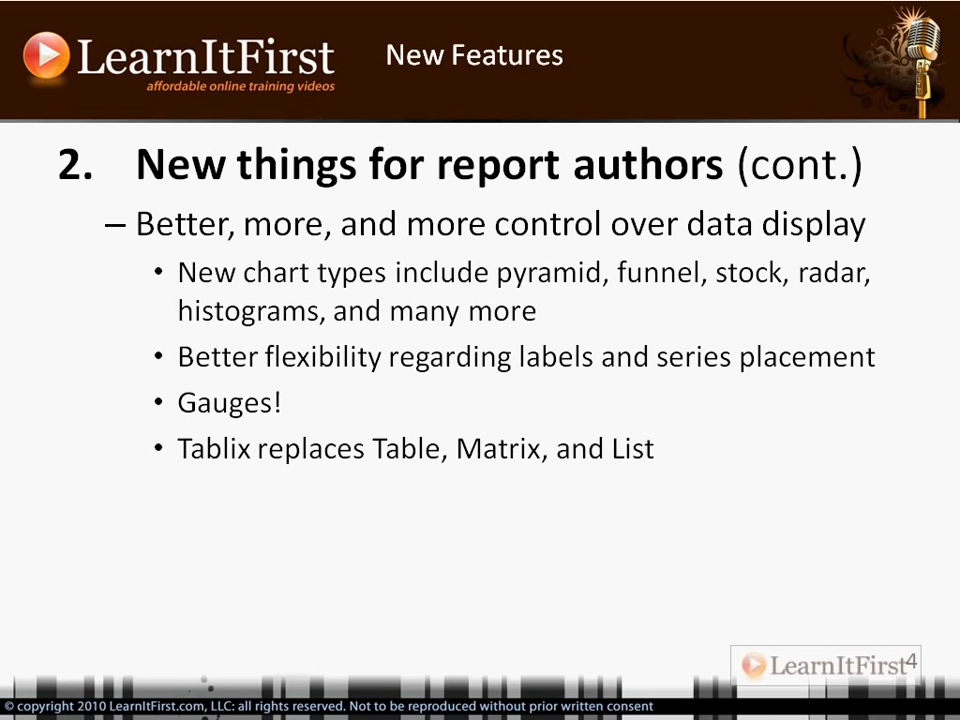 LearnItFirst
affordable online training videos
New Features
2. New things for report authors (cont.)
– Better, more, and more control over data display
• New chart types include pyramid, funnel, stock, radar,
histograms, and many more
• Better flexibility regarding labels and series placement
• Gauges!
• Tablix replaces Table, Matrix, and List
LearnItFirst
4
© copyright 2010 LearnItFirst.com, LLC: all rights reserved. Not to be reproduced without prior written consent